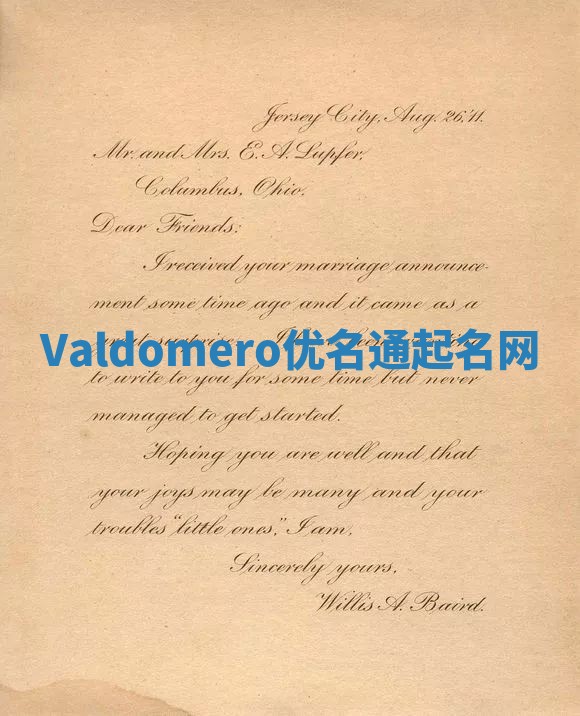 Jersey City, Aug. 26,'11.
Mr. and Mrs. E. A. Lupfer,
Columbus, Ohio.
Dear Friends:
I received your marriage announce-
ment some time ago and it came as a
Valdomero优名通起名网
to write to you for some time but never
managed to get started.
Hoping you are well and that
your joys may be many and your
troubles "little ones," I am,
Sincerely yours,
Willis A. Baird.